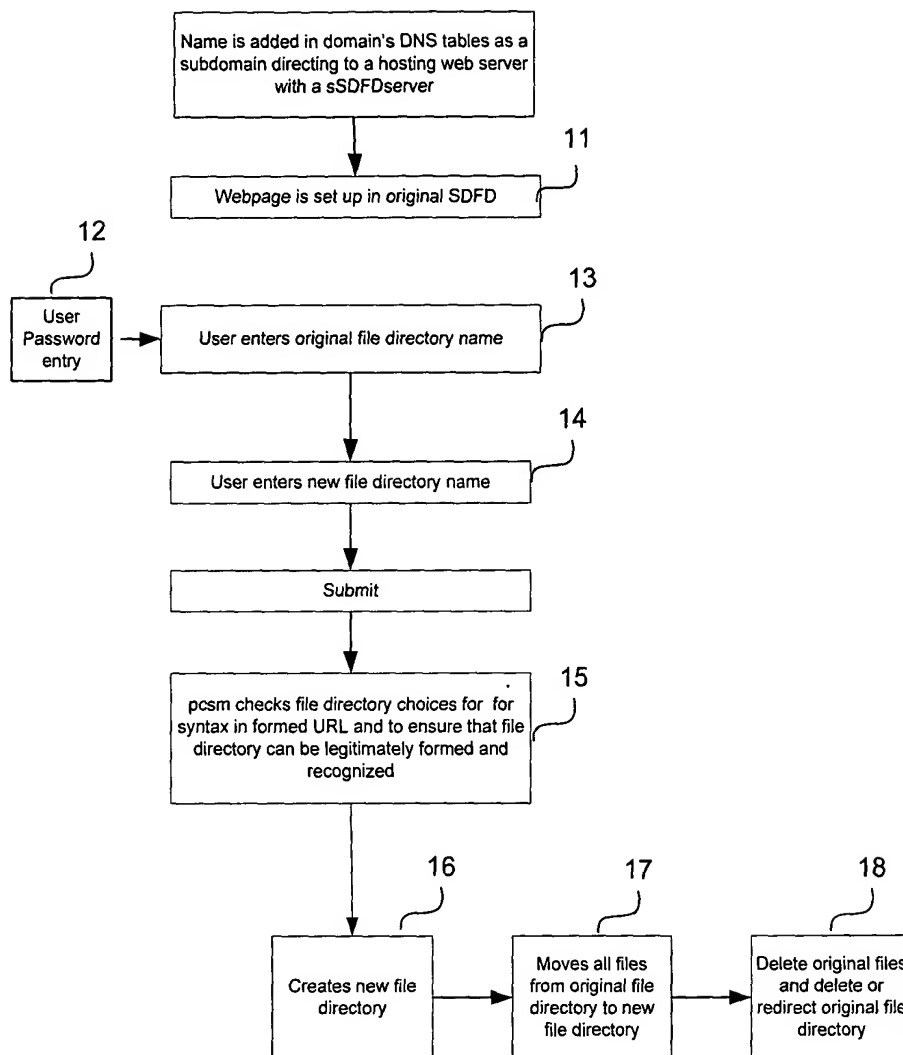 Name is added in domain's DNS tables as a
subdomain directing to a hosting web server
with a sSDFDserver
11
Webpage is set up in original SDFD
12
User
Password
entry
13
User enters original file directory name
14
User enters new file directory name
Submit
15
pcsm checks file directory choices for for
syntax in formed URL and to ensure that file
directory can be legitimately formed and
recognized
16
Creates new file
directory
17
Moves all files
from original file
directory to new
file directory
18
Delete original files
and delete or
redirect original file
directory